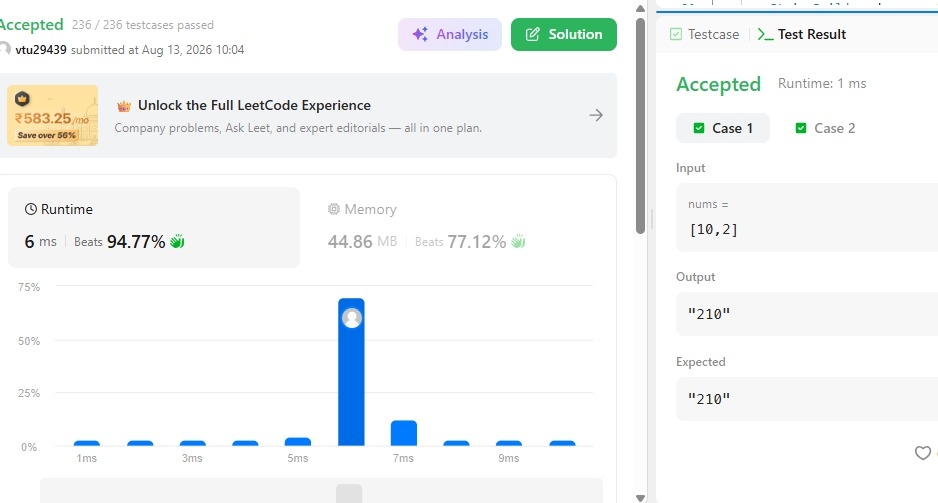 Accepted 236 / 236 testcases passed
vtu29439 submitted at Aug 13, 2026 10:04
Analysis
Solution
₹583.25/mo
Save over 56%
Unlock the Full LeetCode Experience
Company problems, Ask Leet, and expert editorials — all in one plan.
Runtime
6 ms Beats 94.77%
Memory
44.86 MB Beats 77.12%
75%
50%
25%
0%
1ms 3ms 5ms 7ms 9ms
Testcase
Test Result
Accepted Runtime: 1 ms
Case 1 Case 2
Input
nums =
[10,2]
Output
"210"
Expected
"210"